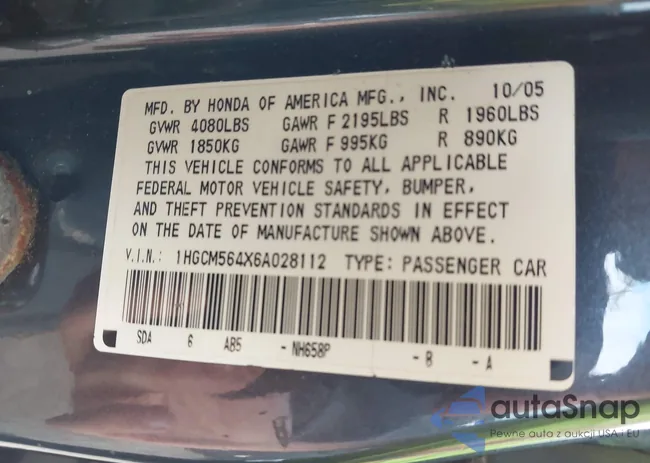 MFD. BY HONDA OF AMERICA MFG., INC. 10/05
GVWR 4080LBS GAWR F 2195LBS R 1960LBS
GVWR 1850KG GAWR F 995KG R 890KG
THIS VEHICLE CONFORMS TO ALL APPLICABLE
FEDERAL MOTOR VEHICLE SAFETY, BUMPER,
AND THEFT PREVENTION STANDARDS IN EFFECT
ON THE DATE OF MANUFACTURE SHOWN ABOVE.
V.I.N.: 1HGCM564X6A028112 TYPE: PASSENGER CAR
SDA 6 AB5 - NH658P - B - A
autaSnap
Pewne auta z aukcji USA i EU